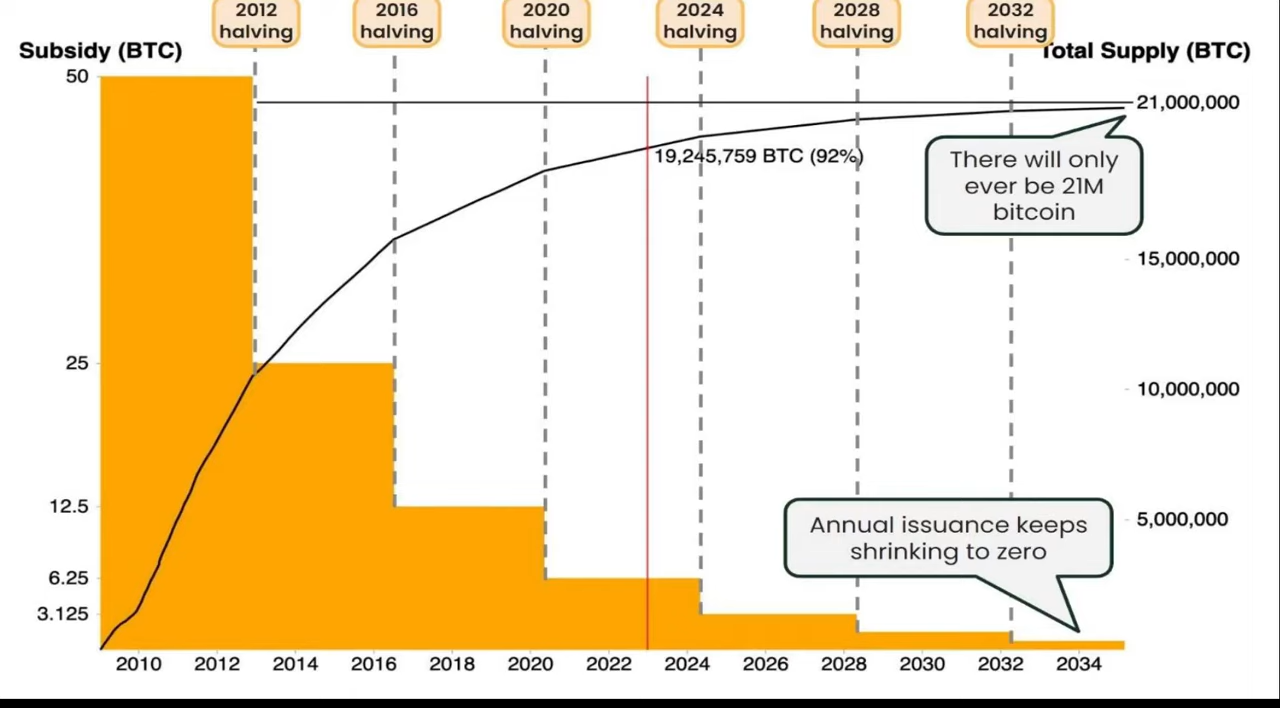 2012
halving
2016
halving
2020
halving
2024
halving
2028
halving
2032
halving
Subsidy (BTC)
Total Supply (BTC)
50
21,000,000
19,245,759 BTC (92%)
There will only
ever be 21M
bitcoin
15,000,000
25
10,000,000
12.5
5,000,000
Annual issuance keeps
shrinking to zero
6.25
3.125
2010 2012 2014 2016 2018 2020 2022 2024 2026 2028 2030 2032 2034